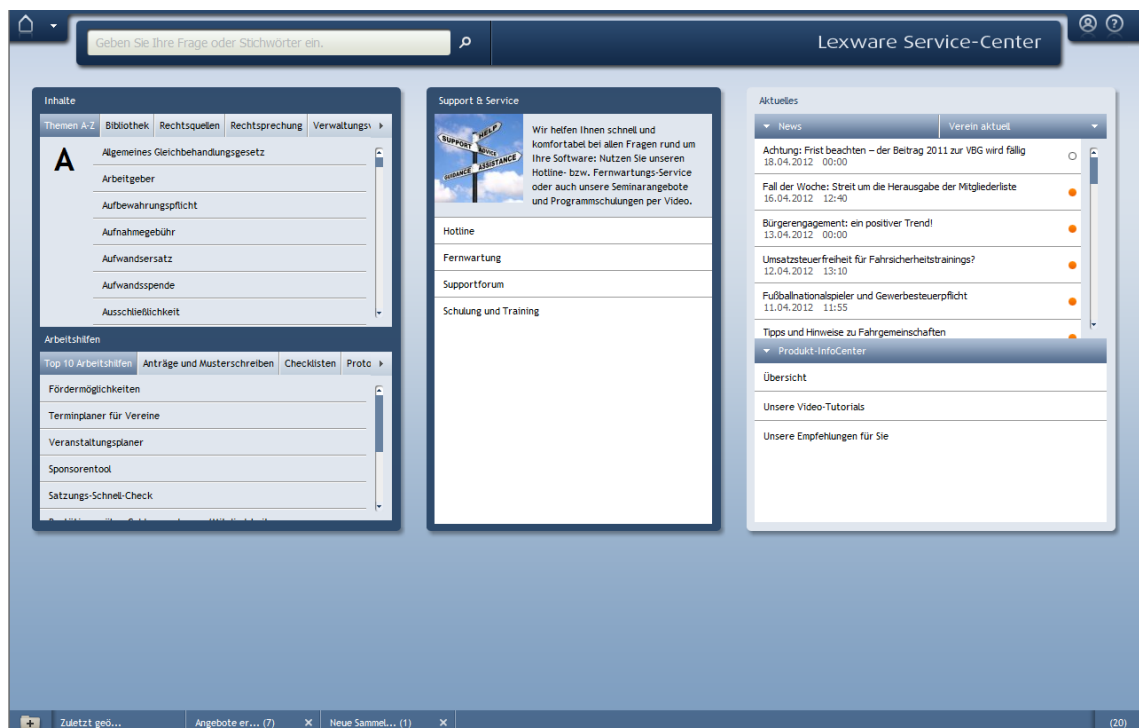 Geben Sie Ihre Frage oder Stichwörter ein.
Lexware Service-Center
Inhalte
Themen A-Z Bibliothek Rechtsquellen Rechtsprechung Verwaltungsv
A
Allgemeines Gleichbehandlungsgesetz
Arbeitgeber
Aufbewahrungspflicht
Aufnahmegebühr
Aufwandsersatz
Aufwandsspende
Ausschließlichkeit
Arbeitshilfen
Top 10 Arbeitshilfen Anträge und Musterschreiben Checklisten Proto
Fördermöglichkeiten
Terminplaner für Vereine
Veranstaltungsplaner
Sponsorentool
Satzungs-Schnell-Check
Support & Service
SUPPORT HELP
ADVICE
GUIDANCE ASSISTANCE
Wir helfen Ihnen schnell und
komfortabel bei allen Fragen rund um
Ihre Software: Nutzen Sie unseren
Hotline- bzw. Fernwartungs-Service
oder auch unsere Seminarangebote
und Programmschulungen per Video.
Hotline
Fernwartung
Supportforum
Schulung und Training
Aktuelles
News Verein aktuell
Achtung: Frist beachten – der Beitrag 2011 zur VBG wird fällig
18.04.2012 00:00
Fall der Woche: Streit um die Herausgabe der Mitgliederliste
16.04.2012 12:40
Bürgerengagement: ein positiver Trend!
13.04.2012 00:00
Umsatzsteuerfreiheit für Fahrsicherheitstrainings?
12.04.2012 13:10
Fußballnationalspieler und Gewerbesteuerpflicht
11.04.2012 11:55
Tipps und Hinweise zu Fahrgemeinschaften
Produkt-InfoCenter
Übersicht
Unsere Video-Tutorials
Unsere Empfehlungen für Sie
Zuletzt geö... Angebote er... (7) Neue Sammel... (1) (20)